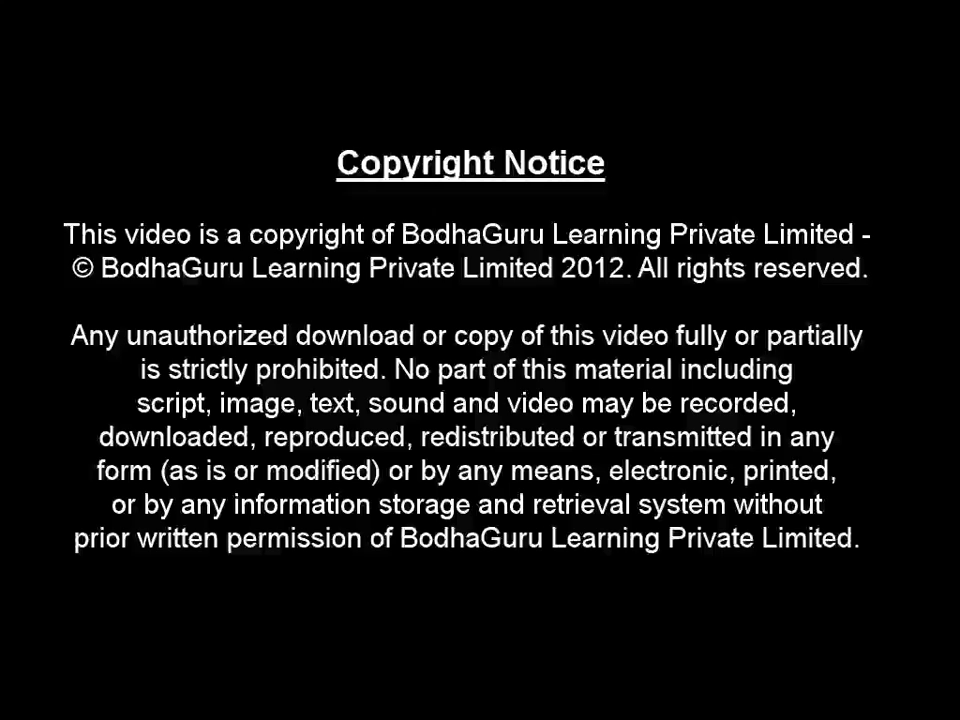 Copyright Notice
This video is a copyright of BodhaGuru Learning Private Limited -
© BodhaGuru Learning Private Limited 2012. All rights reserved.
Any unauthorized download or copy of this video fully or partially
is strictly prohibited. No part of this material including
script, image, text, sound and video may be recorded,
downloaded, reproduced, redistributed or transmitted in any
form (as is or modified) or by any means, electronic, printed,
or by any information storage and retrieval system without
prior written permission of BodhaGuru Learning Private Limited.